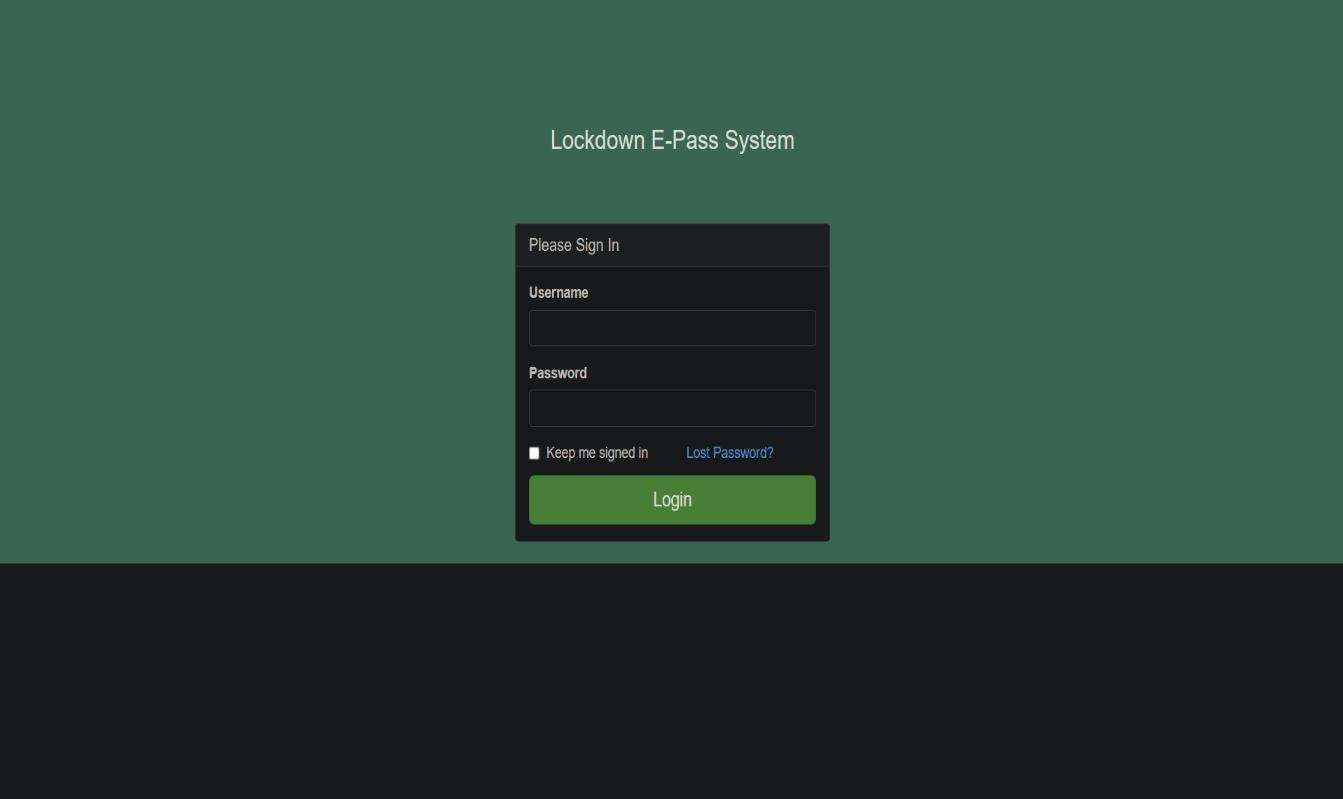 Lockdown E-Pass System
Please Sign In
Username
Password
Keep me signed in Lost Password?
Login